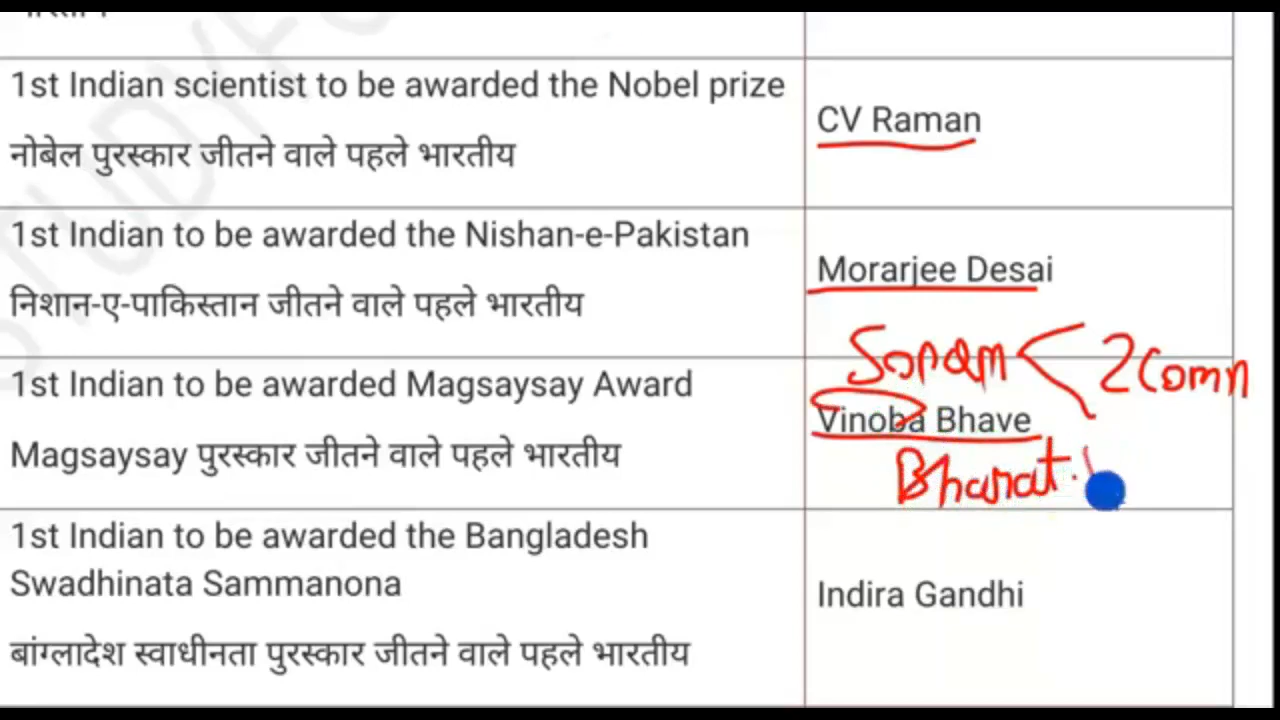 1st Indian scientist to be awarded the Nobel prize
नोबेल पुरस्कार जीतने वाले पहले भारतीय
CV Raman
1st Indian to be awarded the Nishan-e-Pakistan
निशान-ए-पाकिस्तान जीतने वाले पहले भारतीय
Morarjee Desai
Sonam < 2 Comm
1st Indian to be awarded Magsaysay Award
Magsaysay पुरस्कार जीतने वाले पहले भारतीय
Vinoba Bhave
Bharat.
1st Indian to be awarded the Bangladesh
Swadhinata Sammanona
बांग्लादेश स्वाधीनता पुरस्कार जीतने वाले पहले भारतीय
Indira Gandhi